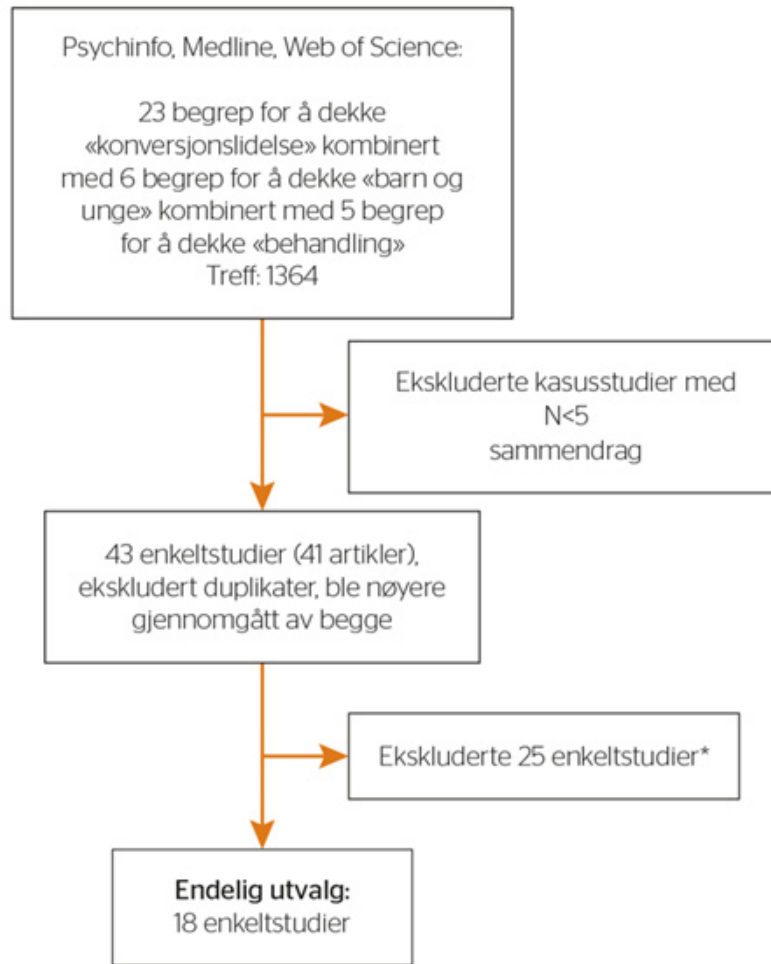 Psychinfo, Medline, Web of Science:
23 begrep for å dekke
«konversjonslidelse» kombinert
med 6 begrep for å dekke «barn og
unge» kombinert med 5 begrep
for å dekke «behandling»
Treff: 1364
Ekskluderte kasusstudier med
N<5
sammendrag
43 enkeltstudier (41 artikler),
ekskludert duplikater, ble nøyere
gjennomgått av begge
Ekskluderte 25 enkeltstudier*
Endelig utvalg:
18 enkeltstudier